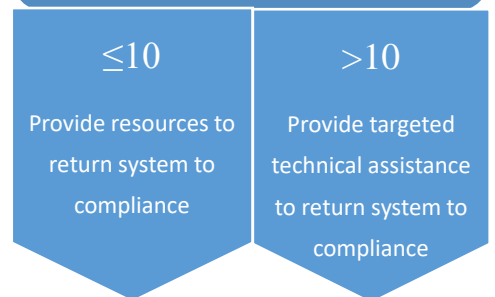 ≤10
Provide resources to
return system to
compliance
>10
Provide targeted
technical assistance
to return system to
compliance